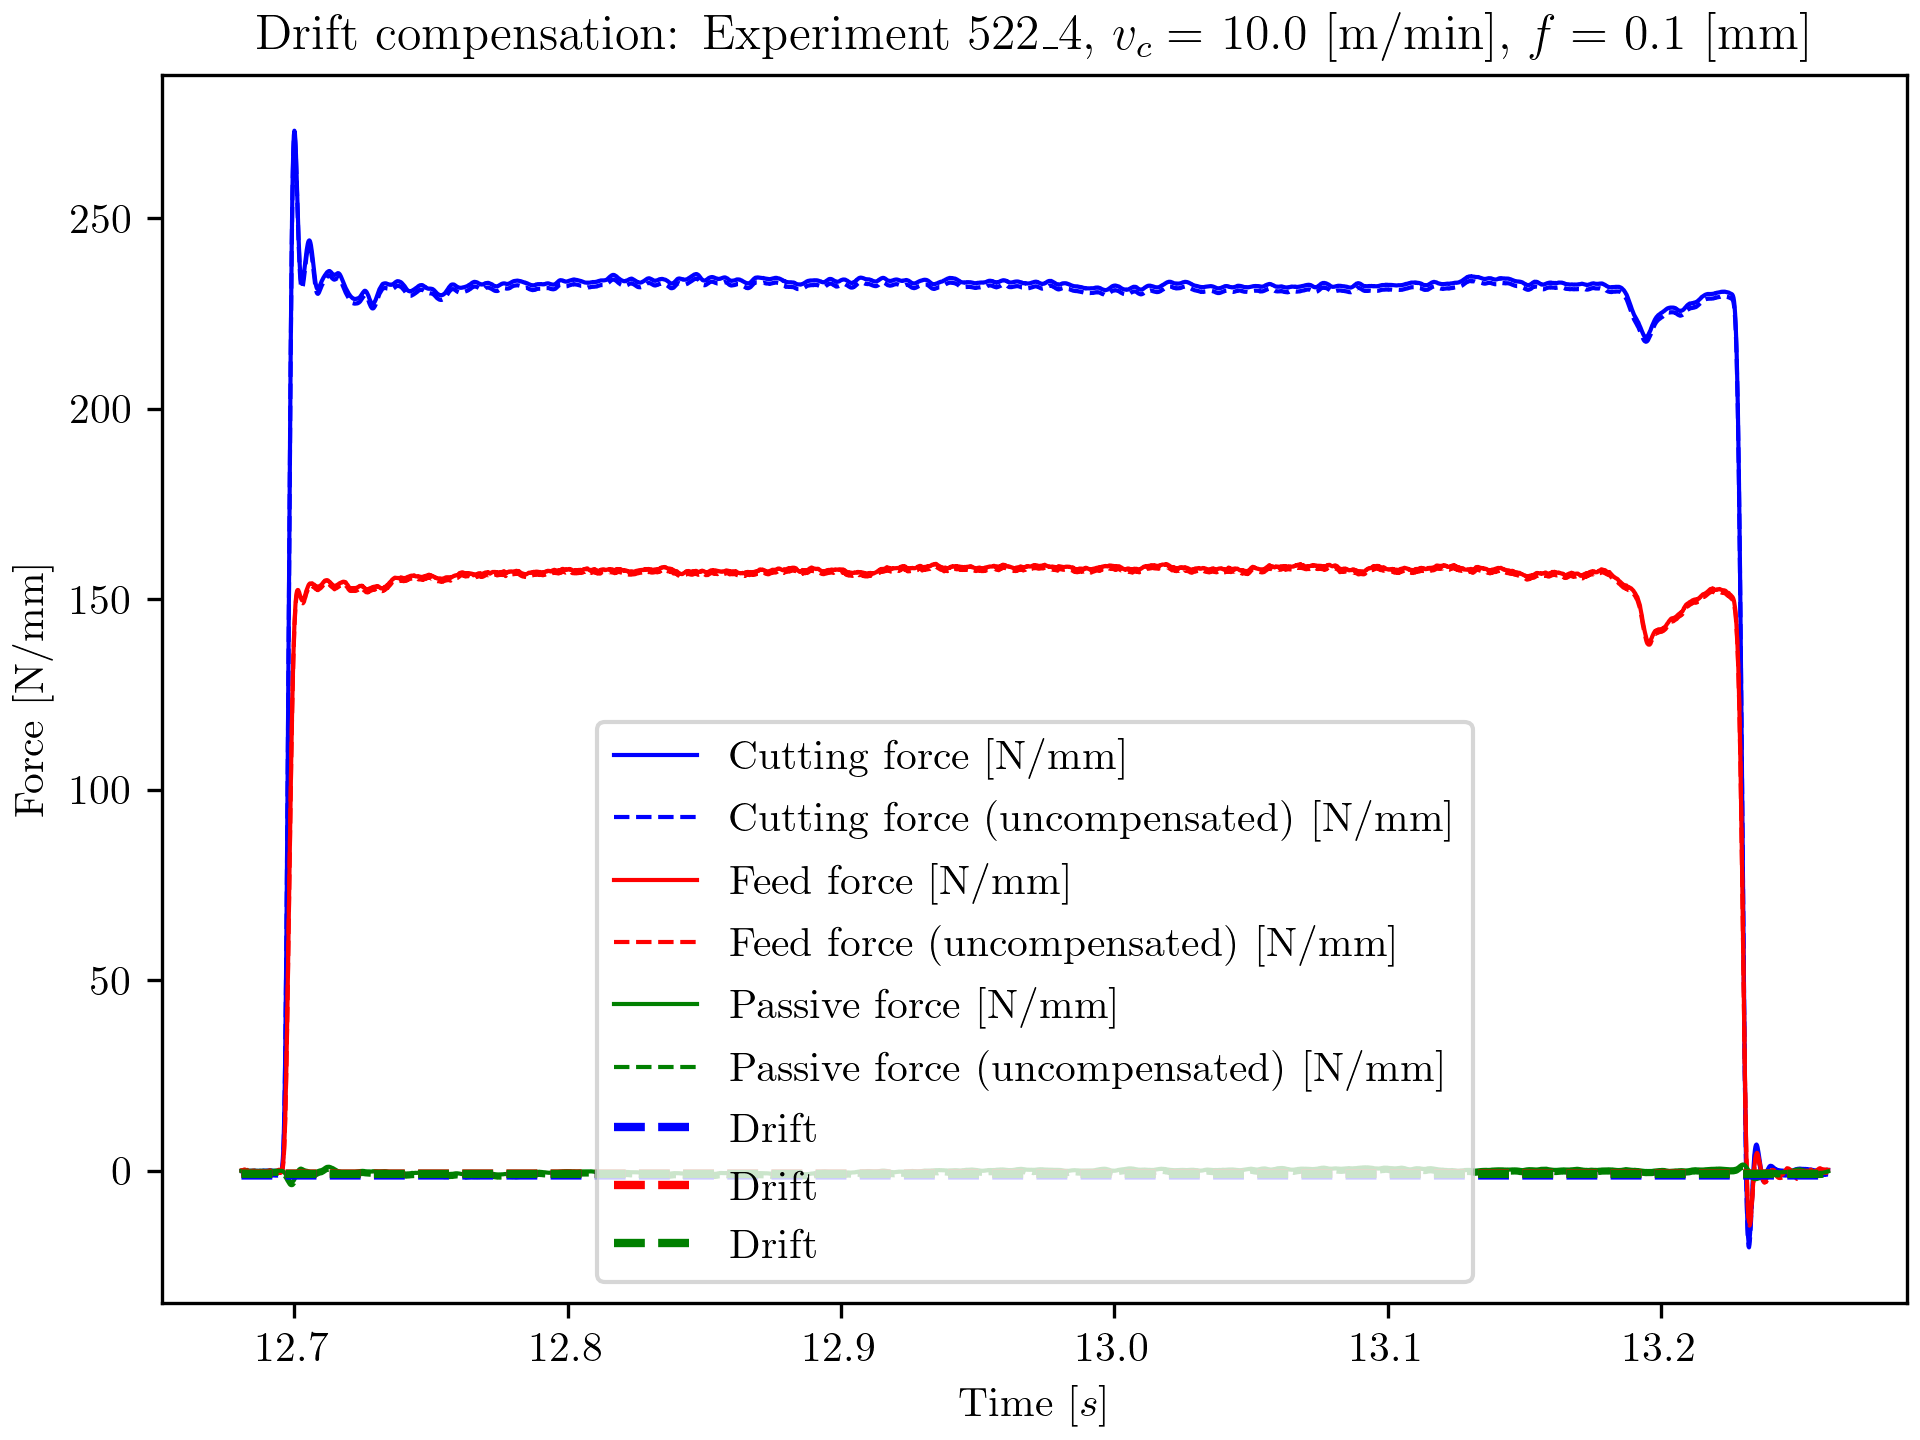 Drift compensation: Experiment 522_4, v_c = 10.0 [m/min], f = 0.1 [mm]
Force [N/mm]
250
200
150
100
50
0
Cutting force [N/mm]
Cutting force (uncompensated) [N/mm]
Feed force [N/mm]
Feed force (uncompensated) [N/mm]
Passive force [N/mm]
Passive force (uncompensated) [N/mm]
Drift
Drift
Drift
12.7 12.8 12.9 13.0 13.1 13.2
Time [s]